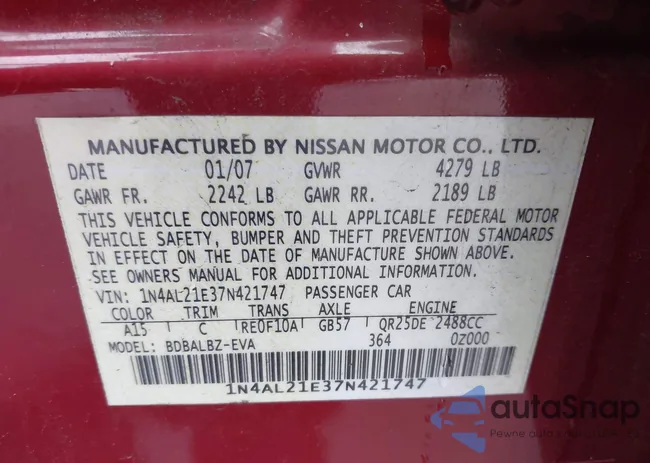 MANUFACTURED BY NISSAN MOTOR CO., LTD.
DATE 01/07 GVWR 4279 LB
GAWR FR. 2242 LB GAWR RR. 2189 LB
THIS VEHICLE CONFORMS TO ALL APPLICABLE FEDERAL MOTOR
VEHICLE SAFETY, BUMPER AND THEFT PREVENTION STANDARDS
IN EFFECT ON THE DATE OF MANUFACTURE SHOWN ABOVE.
SEE OWNERS MANUAL FOR ADDITIONAL INFORMATION.
VIN: 1N4AL21E37N421747 PASSENGER CAR
COLOR TRIM TRANS AXLE ENGINE
A15 C RE0F10A GB57 QR25DE 2488CC
MODEL: BDBALBZ-EVA 364 0Z000
1N4AL21E37N421747
autoSnap
Pewne auto